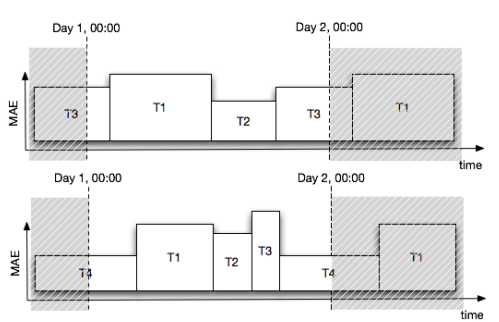 Day 1, 00:00 Day 2, 00:00
MAE
T3 T1 T2 T3 T1
time
Day 1, 00:00 Day 2, 00:00
MAE
T4 T1 T2 T3 T4 T1
time